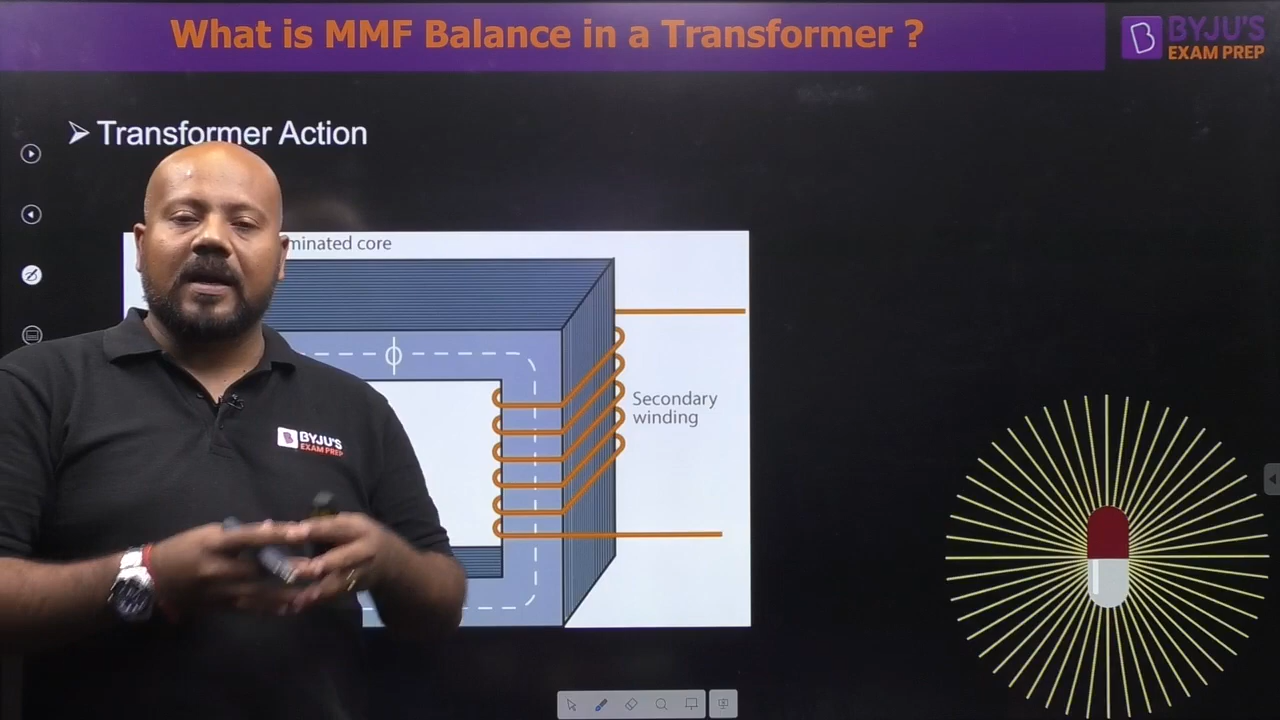 What is MMF Balance in a Transformer ?
BYJU'S
EXAM PREP
➢ Transformer Action
minated core
ϕ
Secondary
winding
BYJU'S
EXAM PREP